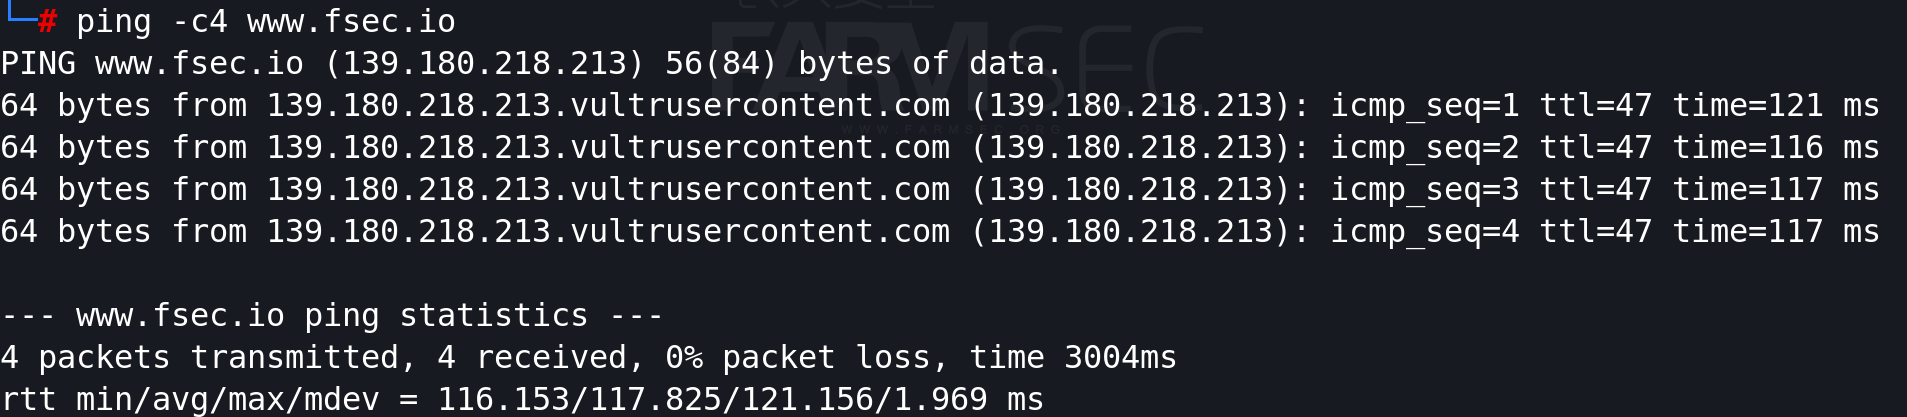 └─# ping -c4 www.fsec.io
PING www.fsec.io (139.180.218.213) 56(84) bytes of data.
64 bytes from 139.180.218.213.vultrusercontent.com (139.180.218.213): icmp_seq=1 ttl=47 time=121 ms
64 bytes from 139.180.218.213.vultrusercontent.com (139.180.218.213): icmp_seq=2 ttl=47 time=116 ms
64 bytes from 139.180.218.213.vultrusercontent.com (139.180.218.213): icmp_seq=3 ttl=47 time=117 ms
64 bytes from 139.180.218.213.vultrusercontent.com (139.180.218.213): icmp_seq=4 ttl=47 time=117 ms
--- www.fsec.io ping statistics ---
4 packets transmitted, 4 received, 0% packet loss, time 3004ms
rtt min/avg/max/mdev = 116.153/117.825/121.156/1.969 ms
FARMSEC
WWW.FARMSEC.ORG